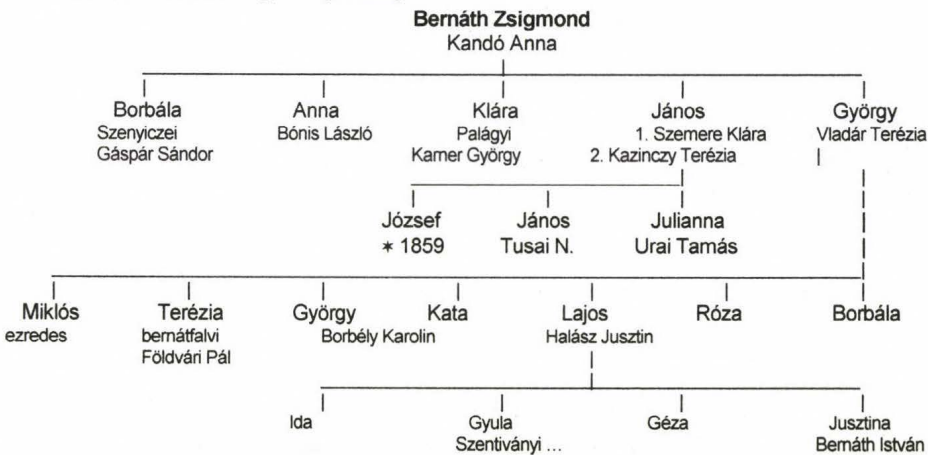 Bernáth Zsigmond
Kandó Anna
Borbála Anna Klára János György
Szenyiczei Bónis László Palágyi 1. Szemere Klára Vladár Terézia
Gáspár Sándor Karner György 2. Kazinczy Terézia
József János Julianna
* 1859 Tusai N. Urai Tamás
Miklós Terézia György Kata Lajos Róza Borbála
ezredes bernátfalvi Borbély Karolin Halász Jusztin
Földvári Pál
Ida Gyula Géza Jusztina
Szentiványi ... Bernáth István